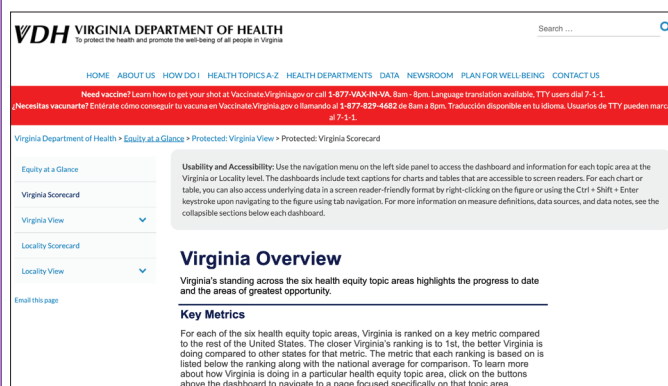 VDH VIRGINIA DEPARTMENT OF HEALTH
To protect the health and promote the well-being of all people in Virginia
Search ...
HOME ABOUT US HOW DO I HEALTH TOPICS A-Z HEALTH DEPARTMENTS DATA NEWSROOM PLAN FOR WELL-BEING CONTACT US
Need vaccine? Learn how to get your shot at Vaccinate.Virginia.gov or call 1-877-VAX-IN-VA. 8am - 8pm. Language translation available, TTY users dial 7-1-1.
¿Necesitas vacunarte? Entérate cómo conseguir tu vacuna en Vaccinate.Virginia.gov o llamando al 1-877-829-4682 de 8am a 8pm. Traducción disponible en tu idioma. Usuarios de TTY pueden marca
al 7-1-1.
Virginia Department of Health > Equity at a Glance > Protected: Virginia View > Protected: Virginia Scorecard
Equity at a Glance
Virginia Scorecard
Virginia View
Locality Scorecard
Locality View
Email this page
Usability and Accessibility: Use the navigation menu on the left side panel to access the dashboard and information for each topic area at the
Virginia or Locality level. The dashboards include text captions for charts and tables that are accessible to screen readers. For each chart or
table, you can also access underlying data in a screen reader-friendly format by right-clicking on the figure or using the Ctrl + Shift + Enter
keystroke upon navigating to the figure using tab navigation. For more information on measure definitions, data sources, and data notes, see the
collapsible sections below each dashboard.
Virginia Overview
Virginia's standing across the six health equity topic areas highlights the progress to date
and the areas of greatest opportunity.
Key Metrics
For each of the six health equity topic areas, Virginia is ranked on a key metric compared
to the rest of the United States. The closer Virginia's ranking is to 1st, the better Virginia is
doing compared to other states for that metric. The metric that each ranking is based on is
listed below the ranking along with the national average for comparison. To learn more
about how Virginia is doing in a particular health equity topic area, click on the buttons
above the dashboard to navigate to a page focused specifically on that topic area